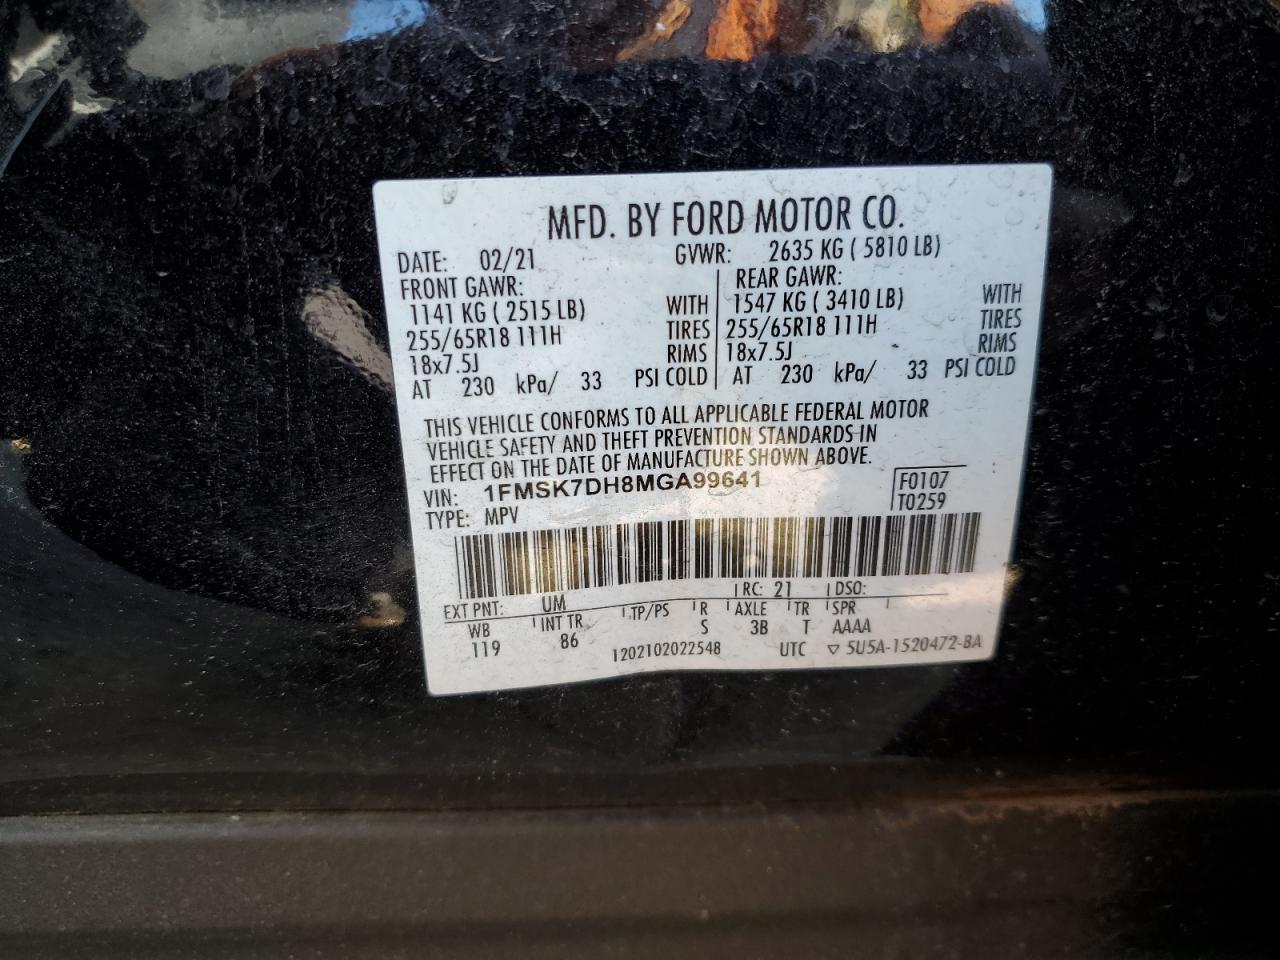 MFD. BY FORD MOTOR CO.
DATE: 02/21 GVWR: 2635 KG ( 5810 LB)
FRONT GAWR: REAR GAWR:
1141 KG ( 2515 LB) WITH 1547 KG ( 3410 LB) WITH
255/65R18 111H TIRES 255/65R18 111H TIRES
18x7.5J RIMS 18x7.5J RIMS
AT 230 kPa/ 33 PSI COLD AT 230 kPa/ 33 PSI COLD
THIS VEHICLE CONFORMS TO ALL APPLICABLE FEDERAL MOTOR
VEHICLE SAFETY AND THEFT PREVENTION STANDARDS IN
EFFECT ON THE DATE OF MANUFACTURE SHOWN ABOVE.
VIN: 1FMSK7DH8MGA99641 F0107
TYPE: MPV T0259
EXT PNT: UM RC: 21 DSO:
WB INT TR TP/PS R AXLE TR SPR
119 86 S 3B T AAAA
1202102022548 UTC ▽ 5U5A-1520472-BA